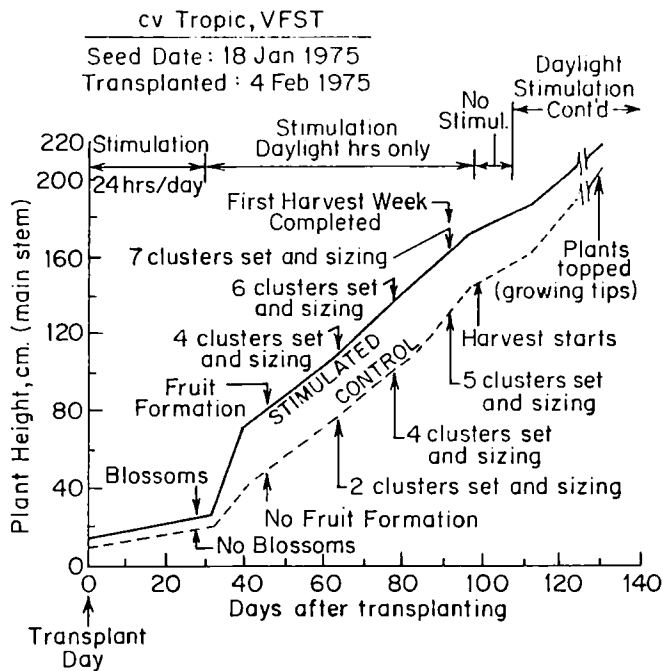 cv Tropic, VFST
Seed Date: 18 Jan 1975
Transplanted: 4 Feb 1975
Stimulation
24 hrs/day
Stimulation
Daylight hrs only
No
Stimul.
Daylight
Stimulation
Cont'd
First Harvest Week
Completed
7 clusters set and sizing
6 clusters set
and sizing
4 clusters set
and sizing
Fruit
Formation
Blossoms
STIMULATED
CONTROL
Plants
topped
(growing tips)
Harvest starts
5 clusters set
and sizing
4 clusters set
and sizing
2 clusters set and sizing
No Fruit Formation
No Blossoms
Plant Height, cm. (main stem)
220
200
160
120
80
40
0
0 20 40 60 80 100 120 140
Days after transplanting
Transplant
Day